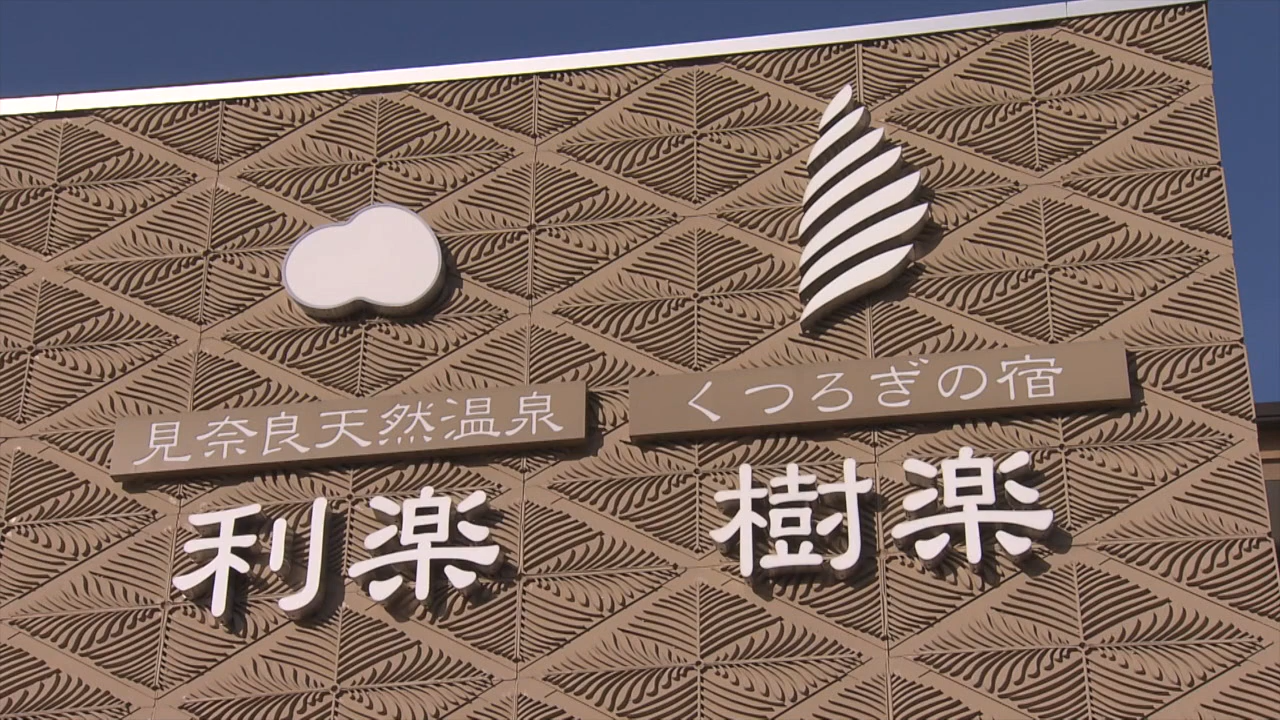 見奈良天然温泉
利楽
くつろぎの宿
樹楽